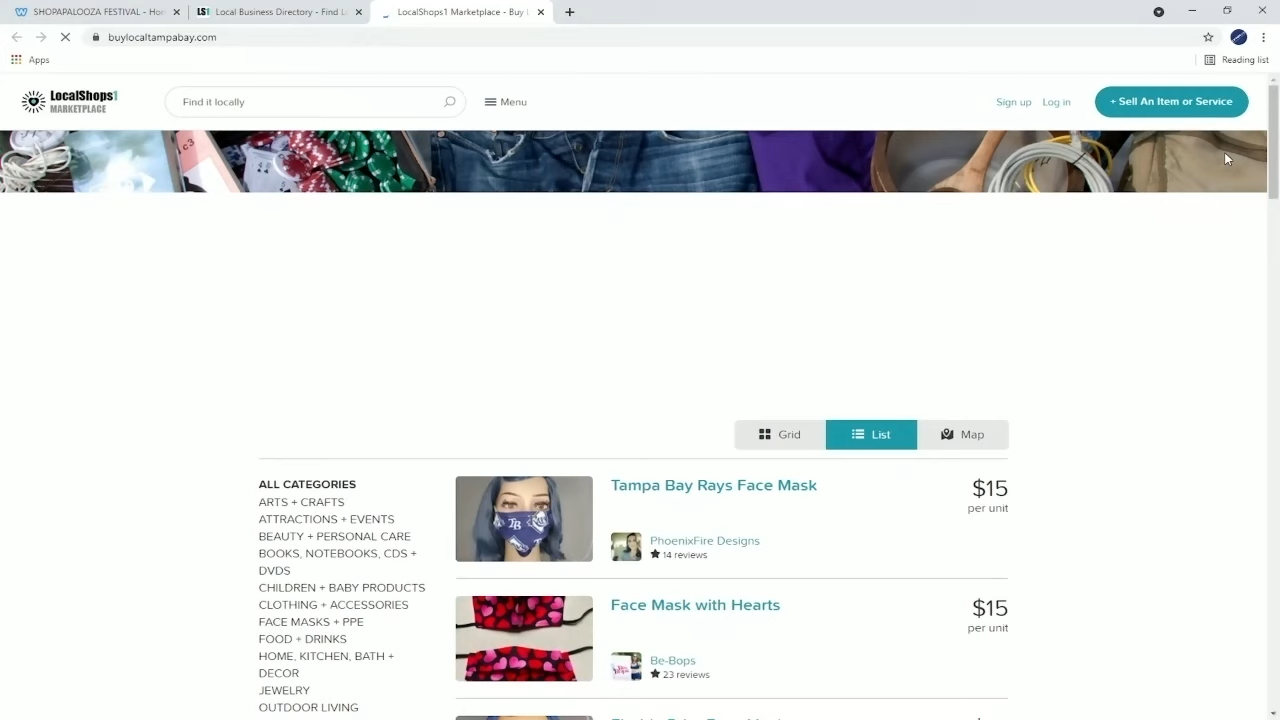 SHOPAPALOOZA FESTIVAL - Hom
LS1 Local Business Directory - Find L
LocalShops1 Marketplace - Buy
buylocaltampabay.com
Apps
Reading list
LocalShops1
MARKETPLACE
Find it locally
Menu
Sign up
Log in
+ Sell An Item or Service
Grid
List
Map
ALL CATEGORIES
ARTS + CRAFTS
ATTRACTIONS + EVENTS
BEAUTY + PERSONAL CARE
BOOKS, NOTEBOOKS, CDS +
DVDS
CHILDREN + BABY PRODUCTS
CLOTHING + ACCESSORIES
FACE MASKS + PPE
FOOD + DRINKS
HOME, KITCHEN, BATH +
DECOR
JEWELRY
OUTDOOR LIVING
Tampa Bay Rays Face Mask
$15
per unit
PhoenixFire Designs
14 reviews
TB
Face Mask with Hearts
$15
per unit
Be-Bops
23 reviews